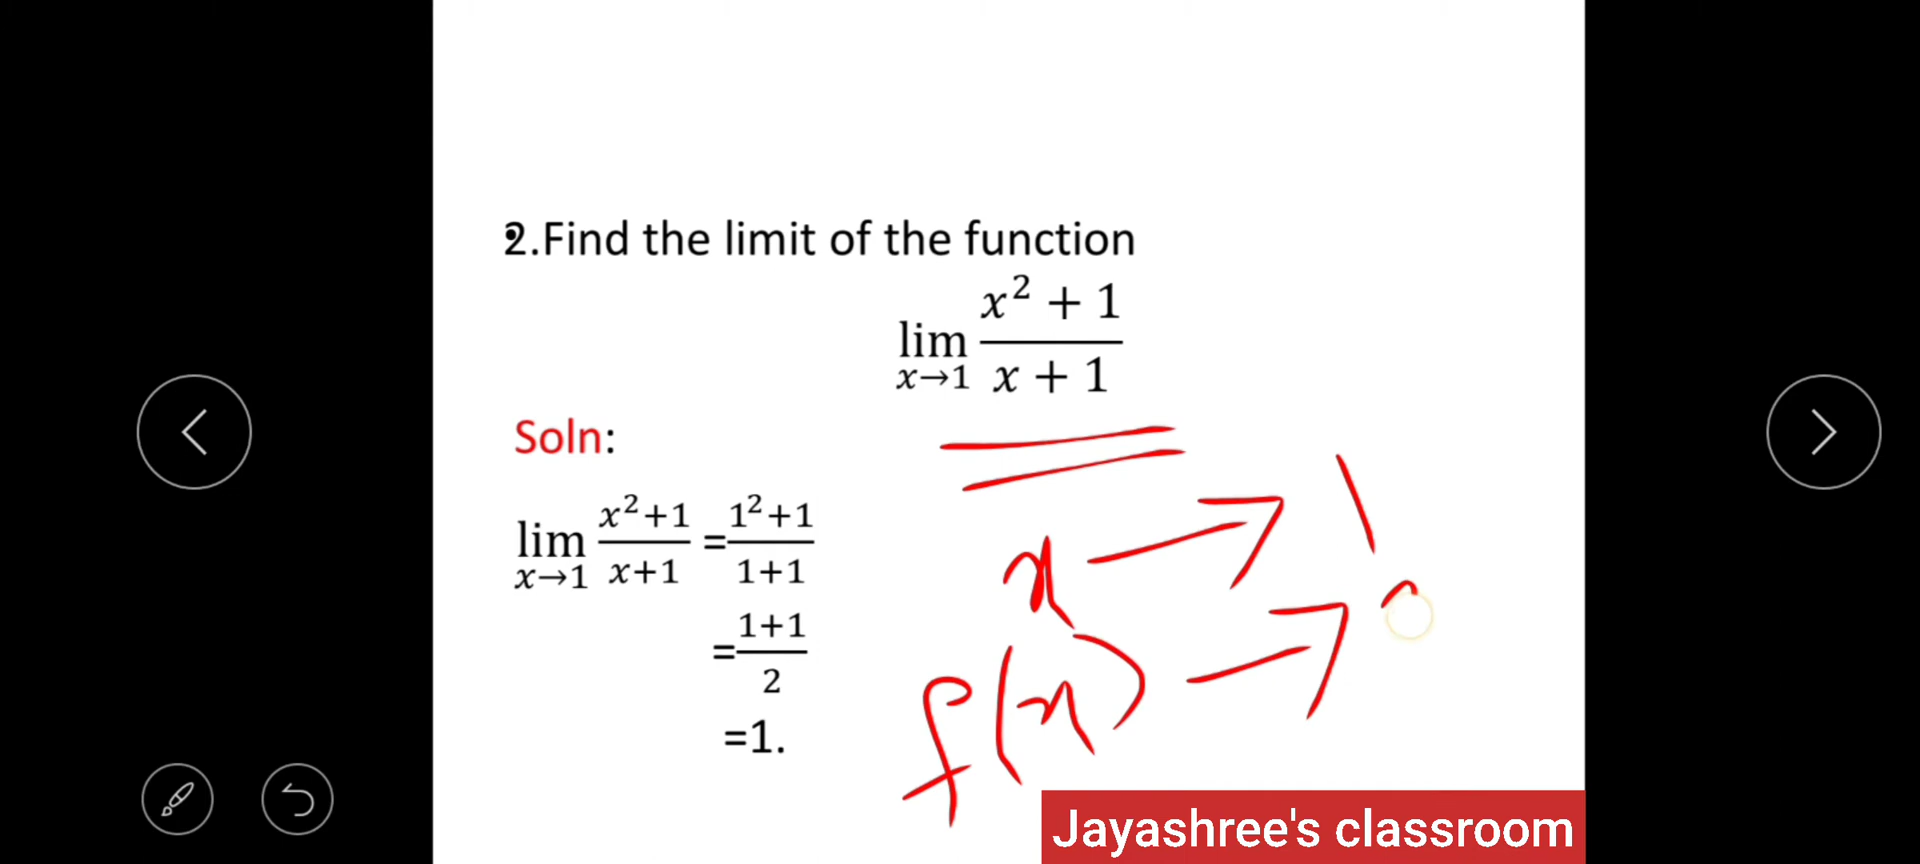 2.Find the limit of the function
lim x→1 (x² + 1)/(x + 1)
Soln:
lim x→1 (x²+1)/(x+1) = (1²+1)/(1+1)
= (1+1)/2
=1.
x → 1
f(x) →
Jayashree's classroom